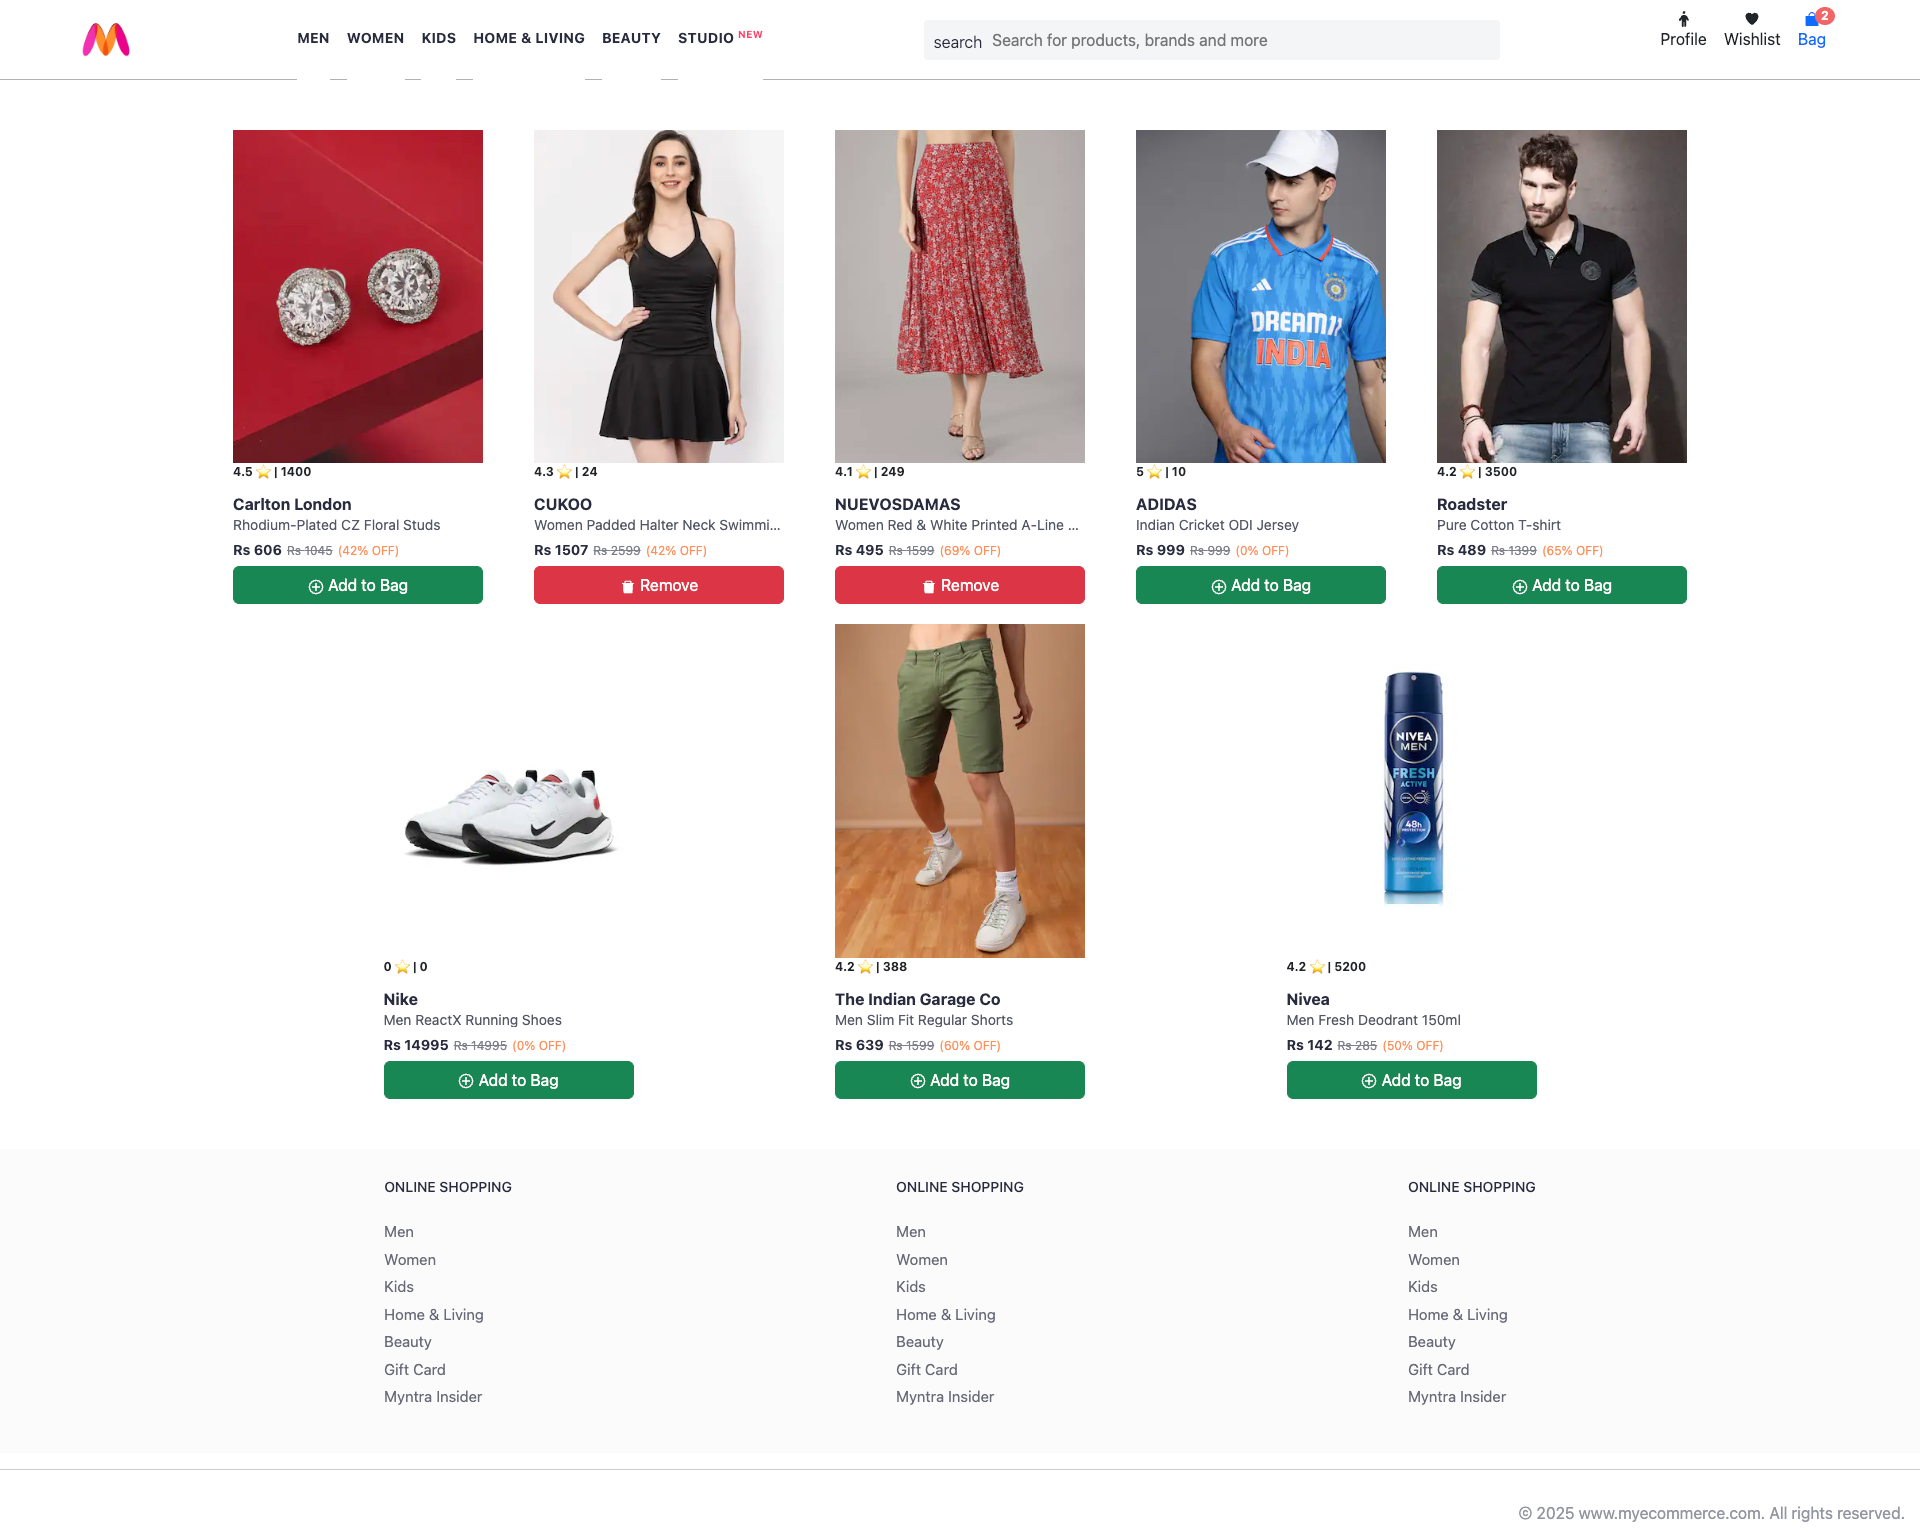 MEN WOMEN KIDS HOME & LIVING BEAUTY STUDIO NEW
search Search for products, brands and more
Profile Wishlist Bag 2
DREAM11
INDIA
4.5 ⭐ | 1400
Carlton London
Rhodium-Plated CZ Floral Studs
Rs 606 Rs 1045 (42% OFF)
Add to Bag
4.3 ⭐ | 24
CUKOO
Women Padded Halter Neck Swimmi...
Rs 1507 Rs 2599 (42% OFF)
Remove
4.1 ⭐ | 249
NUEVOSDAMAS
Women Red & White Printed A-Line ...
Rs 495 Rs 1599 (69% OFF)
Remove
5 ⭐ | 10
ADIDAS
Indian Cricket ODI Jersey
Rs 999 Rs 999 (0% OFF)
Add to Bag
4.2 ⭐ | 3500
Roadster
Pure Cotton T-shirt
Rs 489 Rs 1399 (65% OFF)
Add to Bag
0 ⭐ | 0
Nike
Men ReactX Running Shoes
Rs 14995 Rs 14995 (0% OFF)
Add to Bag
4.2 ⭐ | 388
The Indian Garage Co
Men Slim Fit Regular Shorts
Rs 639 Rs 1599 (60% OFF)
Add to Bag
NIVEA
MEN
FRESH
ACTIVE
48h
PROTECTION
4.2 ⭐ | 5200
Nivea
Men Fresh Deodrant 150ml
Rs 142 Rs 285 (50% OFF)
Add to Bag
ONLINE SHOPPING
Men
Women
Kids
Home & Living
Beauty
Gift Card
Myntra Insider
ONLINE SHOPPING
Men
Women
Kids
Home & Living
Beauty
Gift Card
Myntra Insider
ONLINE SHOPPING
Men
Women
Kids
Home & Living
Beauty
Gift Card
Myntra Insider
© 2025 www.myecommerce.com. All rights reserved.